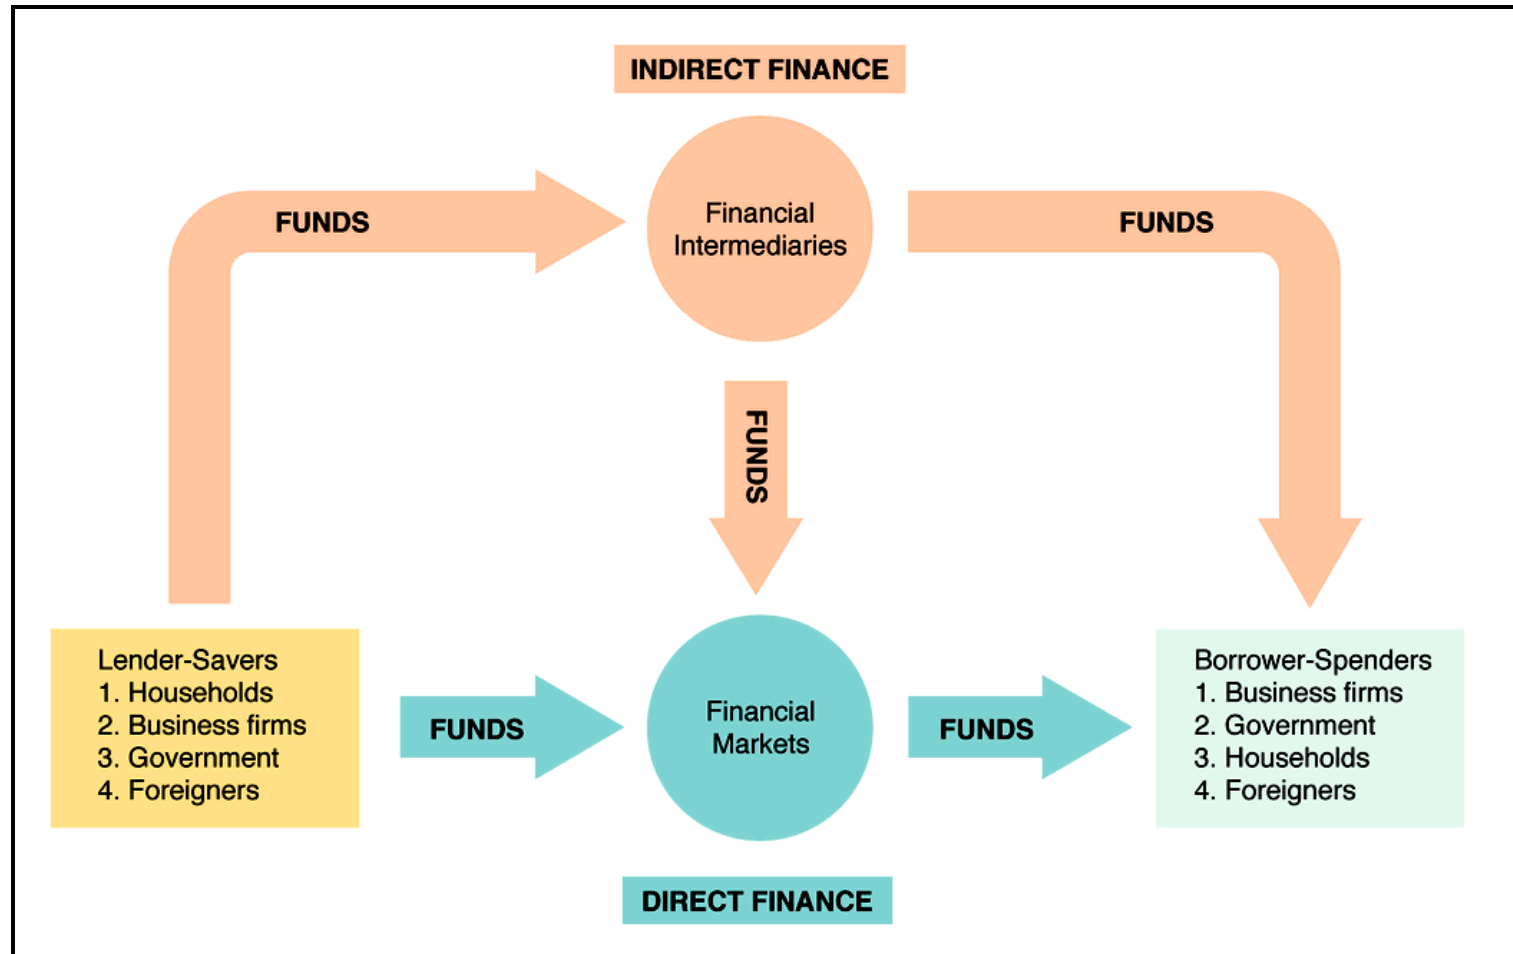 INDIRECT FINANCE
Financial
Intermediaries
FUNDS
FUNDS
FUNDS
Lender-Savers
1. Households
2. Business firms
3. Government
4. Foreigners
FUNDS
Financial
Markets
FUNDS
Borrower-Spenders
1. Business firms
2. Government
3. Households
4. Foreigners
DIRECT FINANCE